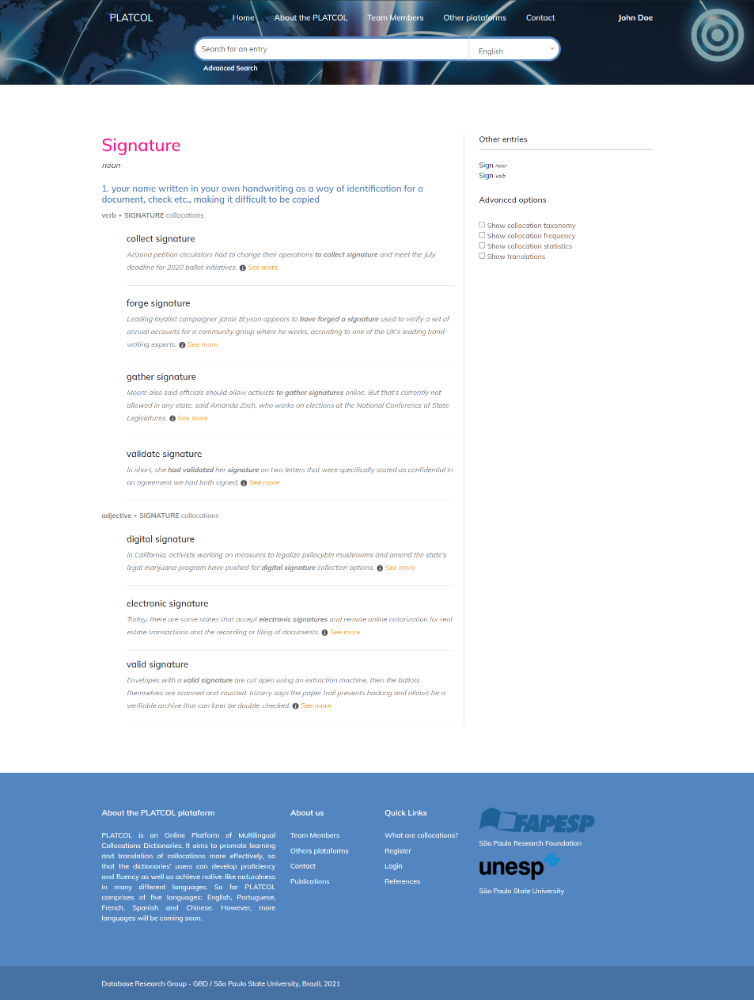 PLATCOL
Home
About the PLATCOL
Team Members
Other plataforms
Contact
John Doe
Search for an entry
English
Advanced Search
Signature
noun
1. your name written in your own handwriting as a way of identification for a
document, check etc., making it difficult to be copied
verb + SIGNATURE collocations
collect signature
Arizona petition circulators had to change their operations to collect signature and meet the July
deadline for 2020 ballot initiatives. i See more
forge signature
Leading loyalist campaigner Jamie Bryson appears to have forged a signature used to verify a set of
annual accounts for a community group where he works, according to one of the UK's leading hand-
writing experts. i See more
gather signature
Moore also said officials should allow activists to gather signatures online. But that's currently not
allowed in any state, said Amanda Zoch, who works on elections at the National Conference of State
Legislatures. i See more
validate signature
In short, she had validated her signature on two letters that were specifically stated as confidential in
an agreement we had both signed. i See more
adjective + SIGNATURE collocations
digital signature
In California, activists working on measures to legalize psilocybin mushrooms and amend the state's
legal marijuana program have pushed for digital signature collection options. i See more
electronic signature
Today, there are some states that accept electronic signatures and remote online notarization for real
estate transactions and the recording or filing of documents. i See more
valid signature
Envelopes with a valid signature are cut open using an extraction machine, then the ballots
themselves are scanned and counted. Irizarry says the paper trail prevents hacking and allows for a
verifiable archive that can later be double-checked. i See more
Other entries
Sign noun
Sign verb
Advanced options
Show collocation taxonomy
Show collocation frequency
Show collocation statistics
Show translations
About the PLATCOL plataform
PLATCOL is an Online Platform of Multilingual
Collocations Dictionaries. It aims to promote learning
and translation of collocations more effectively, so
that the dictionaries' users can develop proficiency
and fluency as well as achieve native-like naturalness
in many different languages. So far PLATCOL
comprises of five languages: English, Portuguese,
French, Spanish and Chinese. However, more
languages will be coming soon.
About us
Team Members
Others plataforms
Contact
Publications
Quick Links
What are collocations?
Register
Login
References
FAPESP
São Paulo Research Foundation
unesp
São Paulo State University
Database Research Group - GBD / São Paulo State University, Brazil, 2021